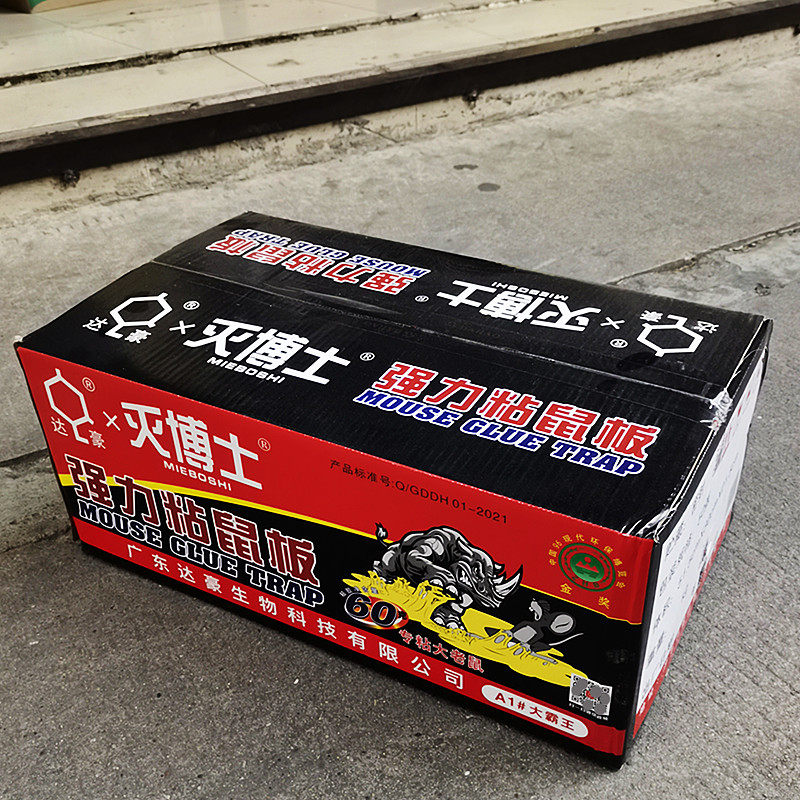 强力粘鼠板
MOUSE GLUE TRAP
达豪 ® × 灭博士 ®
MIEBOSHI
达豪 ® × 灭博士 ®
MIEBOSHI
强力粘鼠板
MOUSE GLUE TRAP
达豪 ® × 灭博士 ®
MIEBOSHI
产品标准号:Q/GDDH 01-2021
强力粘鼠板
MOUSE GLUE TRAP
广东达豪生物科技有限公司
60
专粘大老鼠
金奖
A1# 大霸王